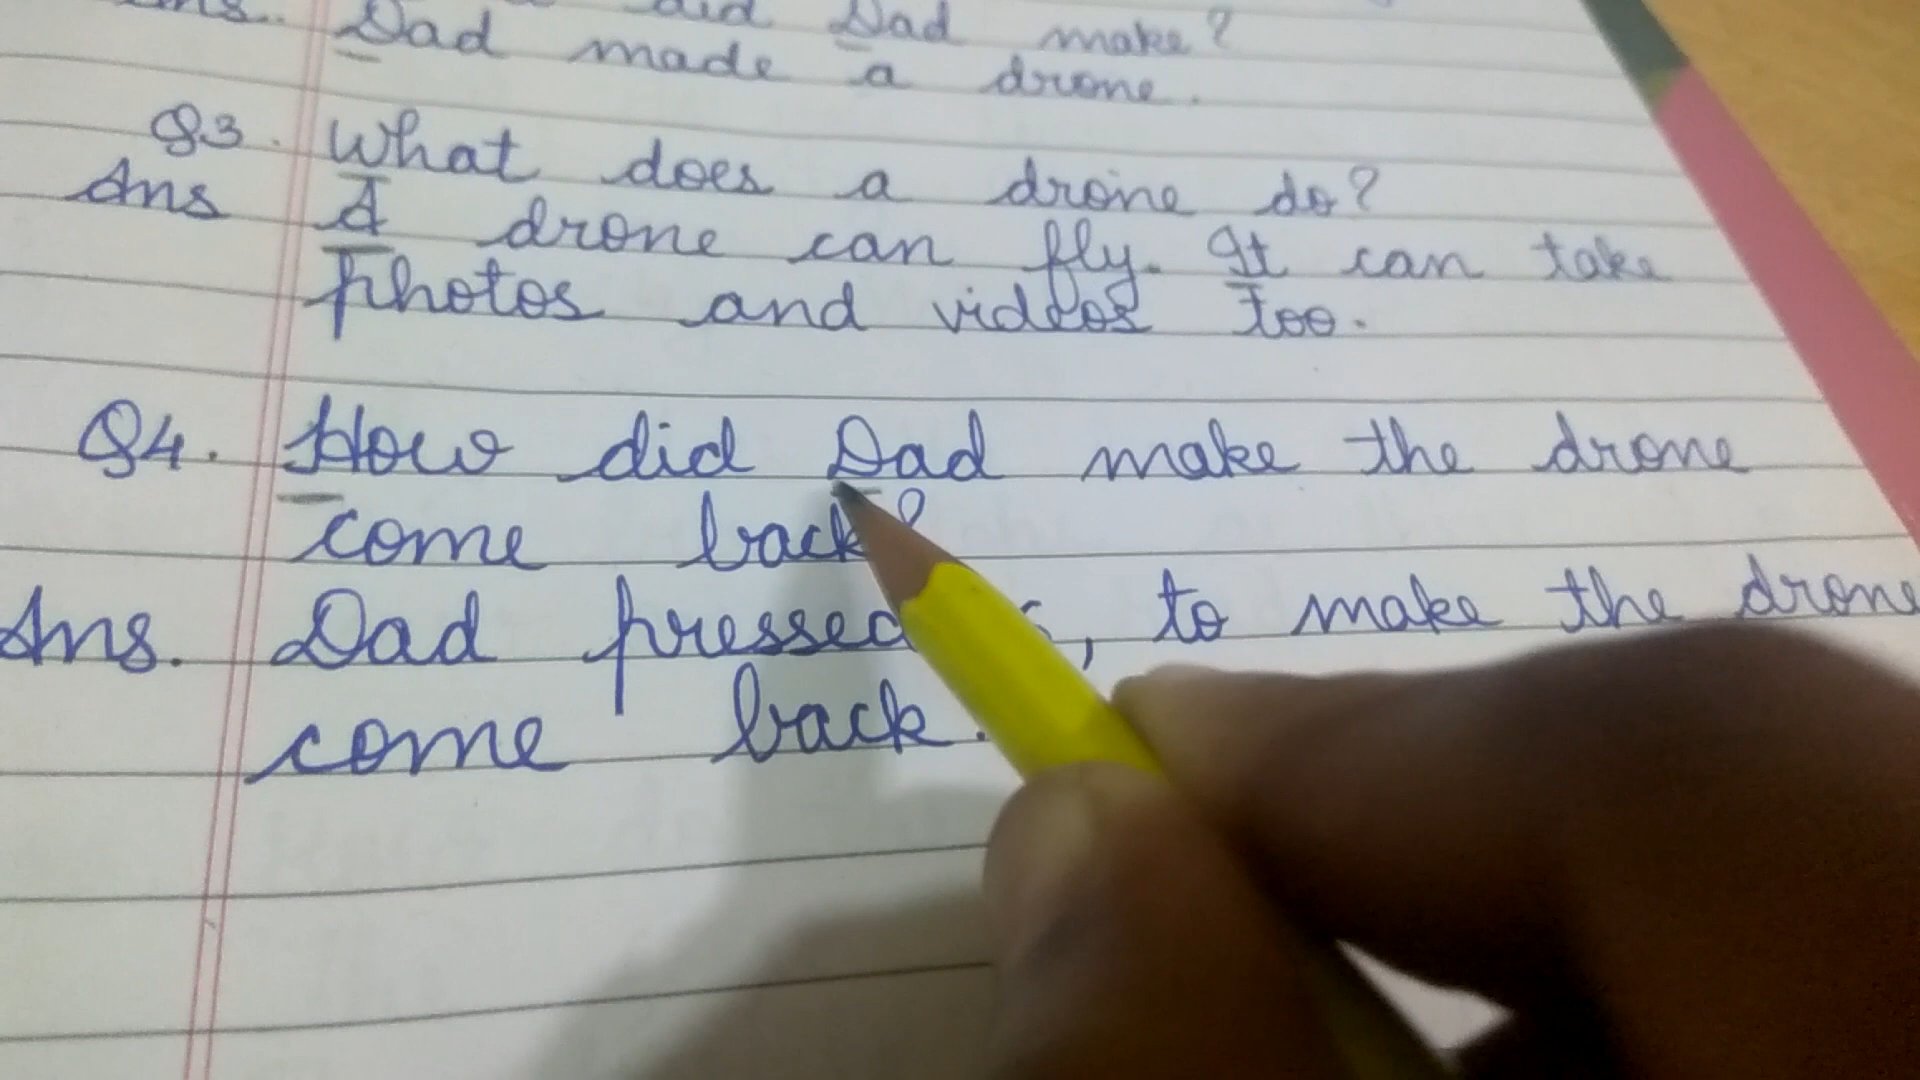 Ans. did Dad make?
Dad made a drone.
Q3. What does a drone do?
Ans A drone can fly. It can take
photos and videos too.
Q4. How did Dad make the drone
come back?
Ans. Dad pressed , to make the drone
come back.